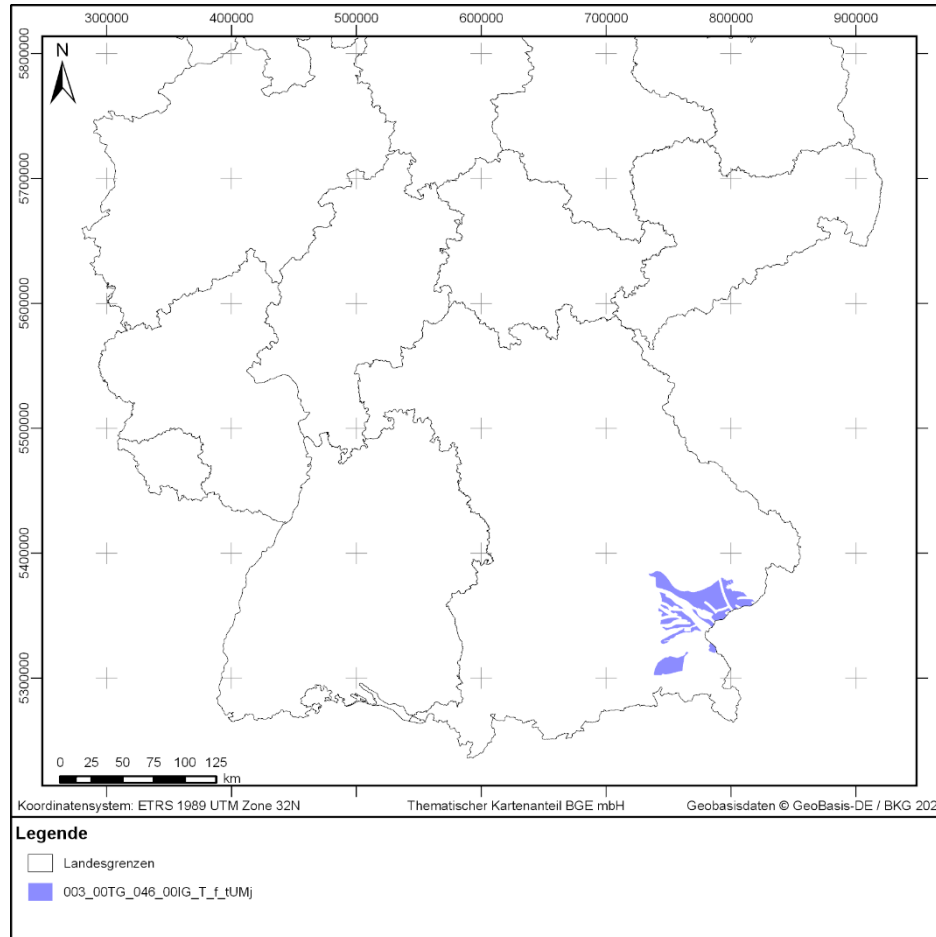 300000 400000 500000 600000 700000 800000 900000
N
5800000
5700000
5600000
5500000
5400000
5300000
0 25 50 75 100 125
km
Koordinatensystem: ETRS 1989 UTM Zone 32N Thematischer Kartenanteil BGE mbH Geobasisdaten © GeoBasis-DE / BKG 202
Legende
Landesgrenzen
003_00TG_046_00IG_T_f_tUMj